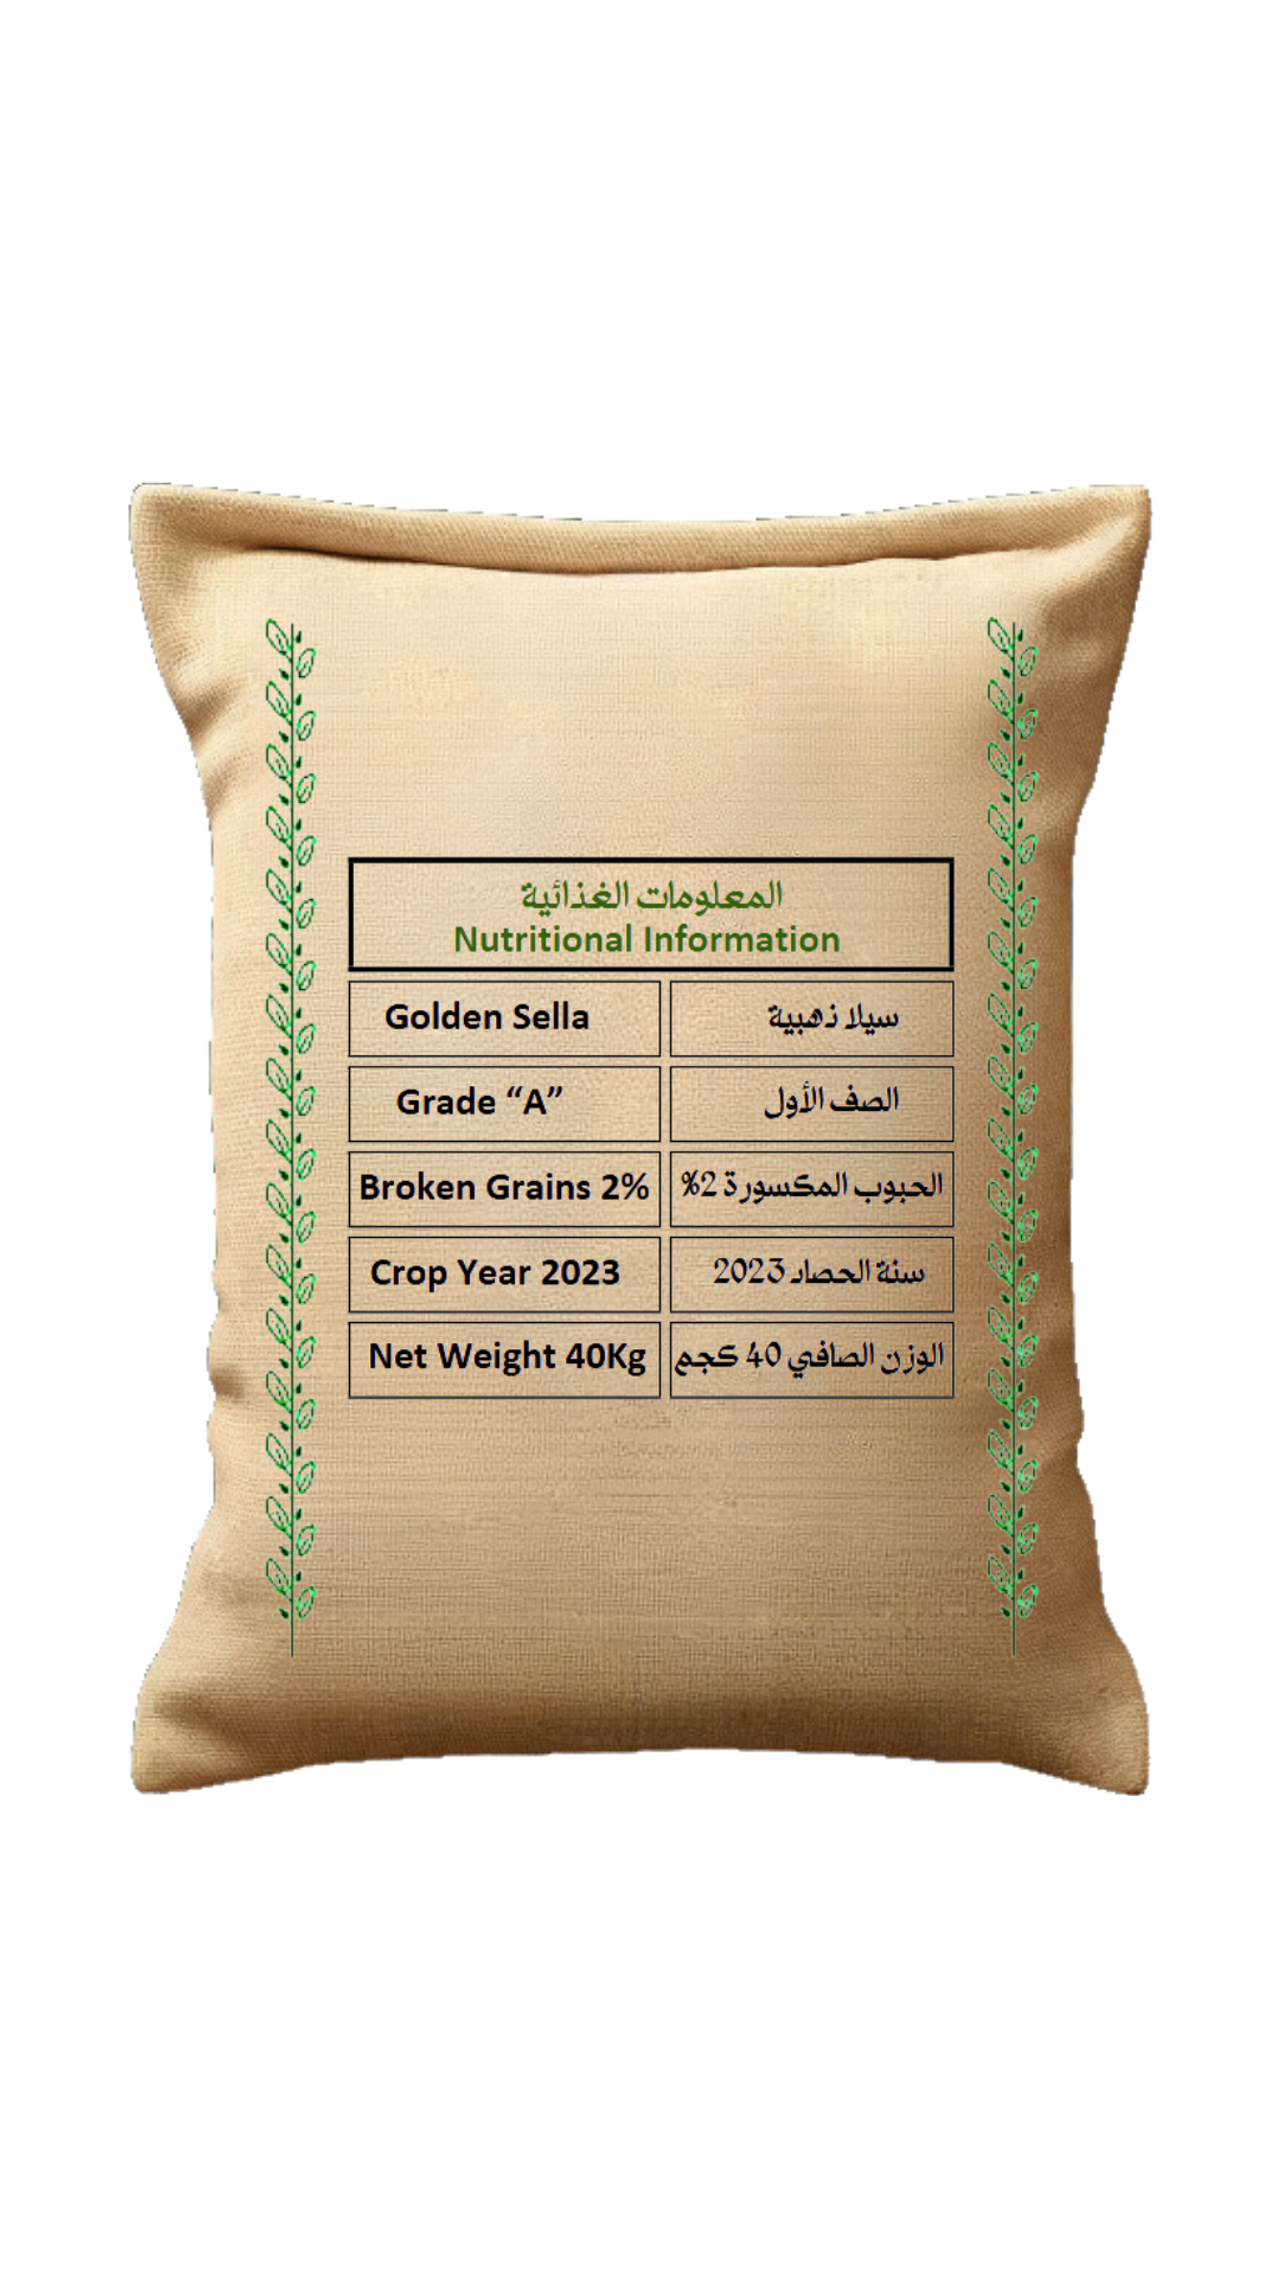 المعلومات الغذائية
Nutritional Information
Golden Sella
سيلا ذهبية
Grade “A”
الصف الأول
Broken Grains 2%
الحبوب المكسورة 2%
Crop Year 2023
سنة الحصاد 2023
Net Weight 40Kg
الوزن الصافي 40 كجم